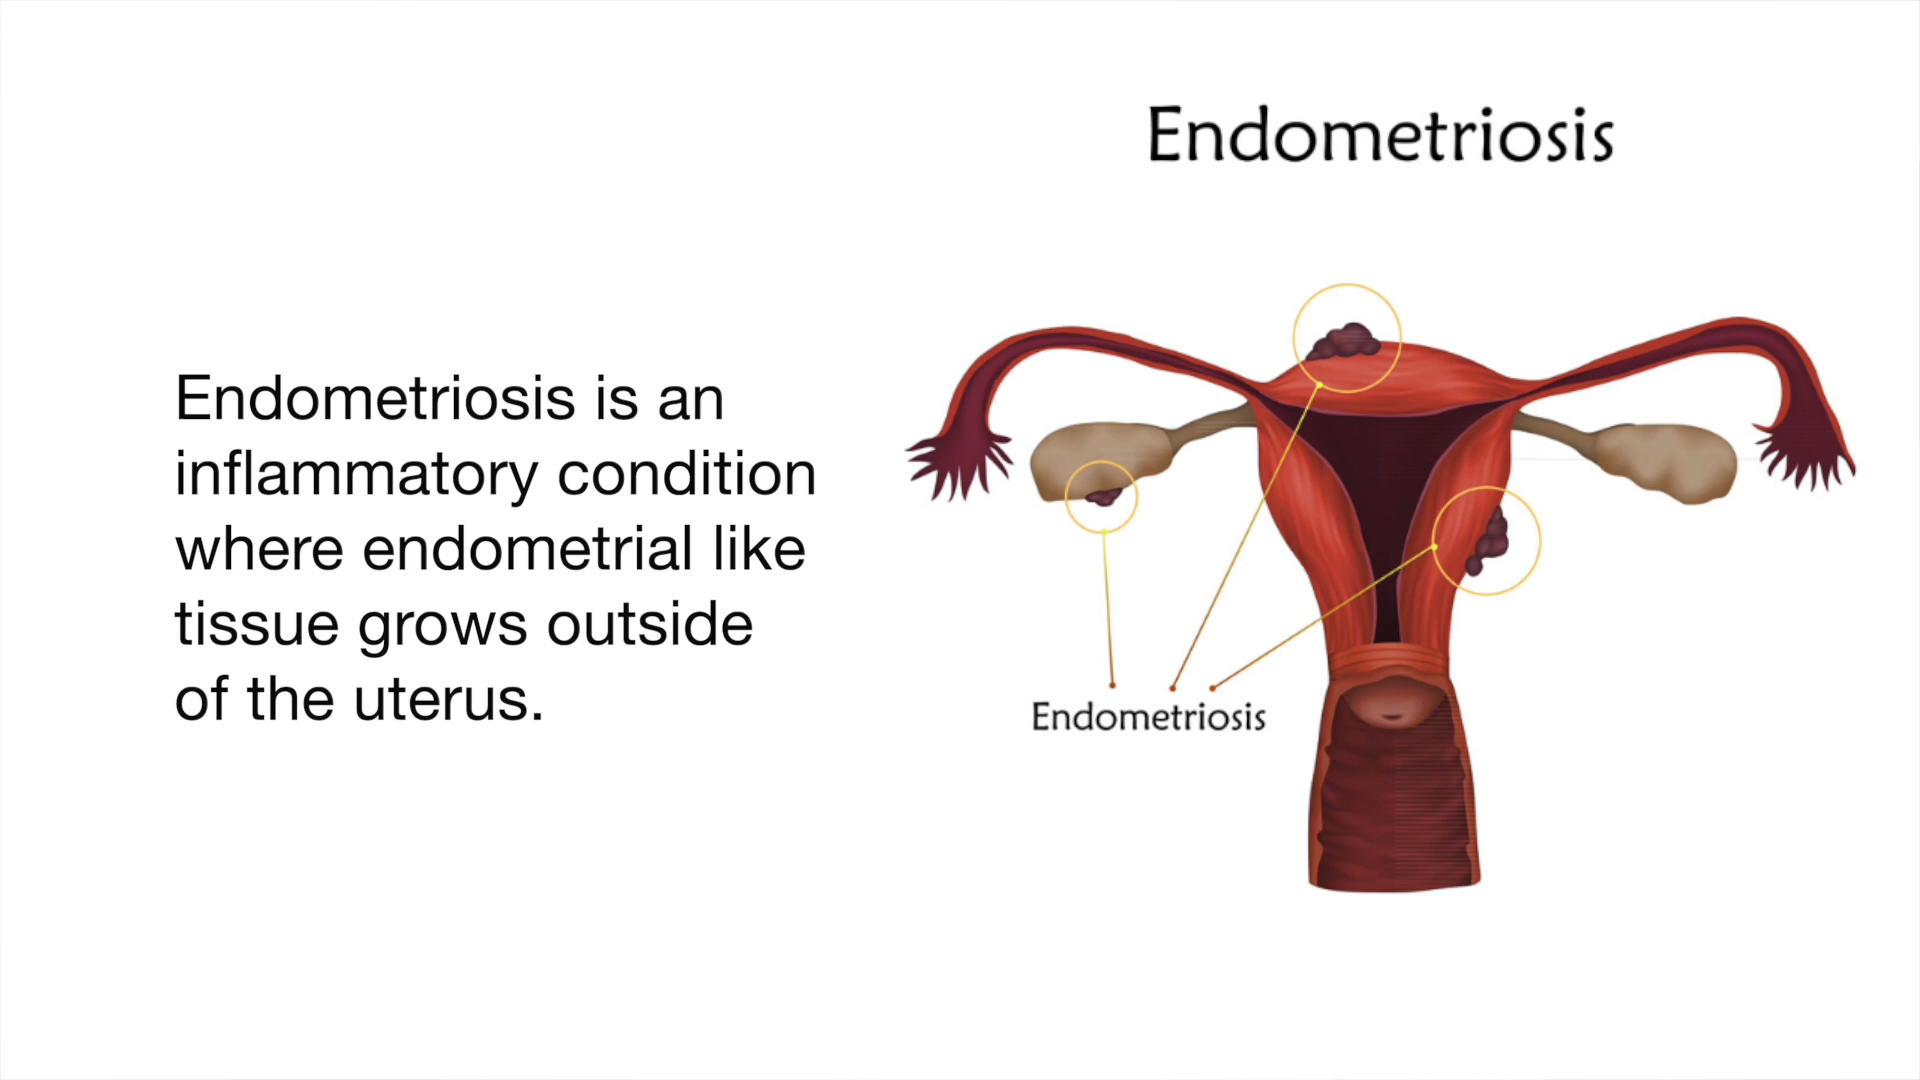 Endometriosis
Endometriosis is an
inflammatory condition
where endometrial like
tissue grows outside
of the uterus.
Endometriosis